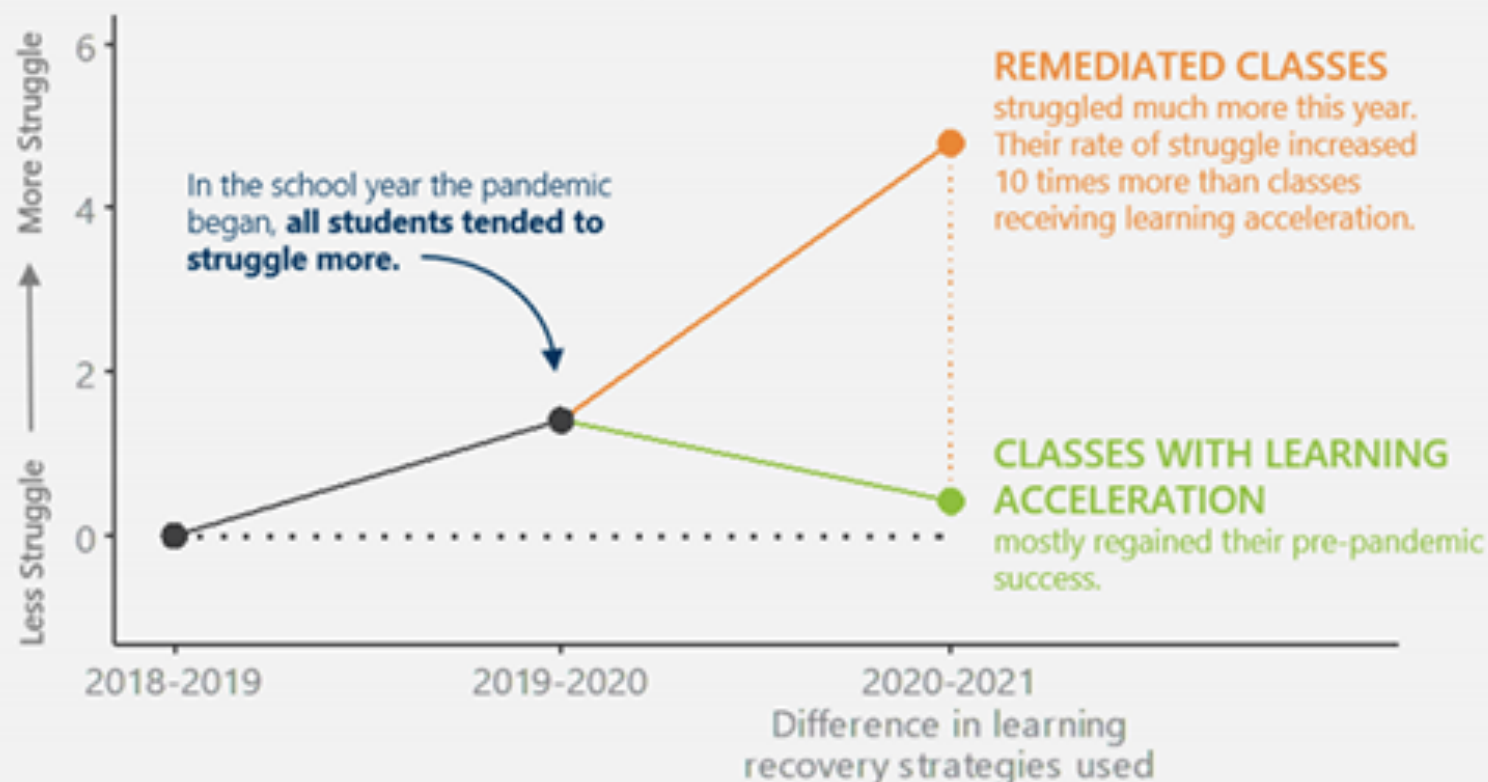 More Struggle
Less Struggle
6
4
2
0
In the school year the pandemic
began, all students tended to
struggle more.
REMEDIATED CLASSES
struggled much more this year.
Their rate of struggle increased
10 times more than classes
receiving learning acceleration.
CLASSES WITH LEARNING
ACCELERATION
mostly regained their pre-pandemic
success.
2018-2019
2019-2020
2020-2021
Difference in learning
recovery strategies used